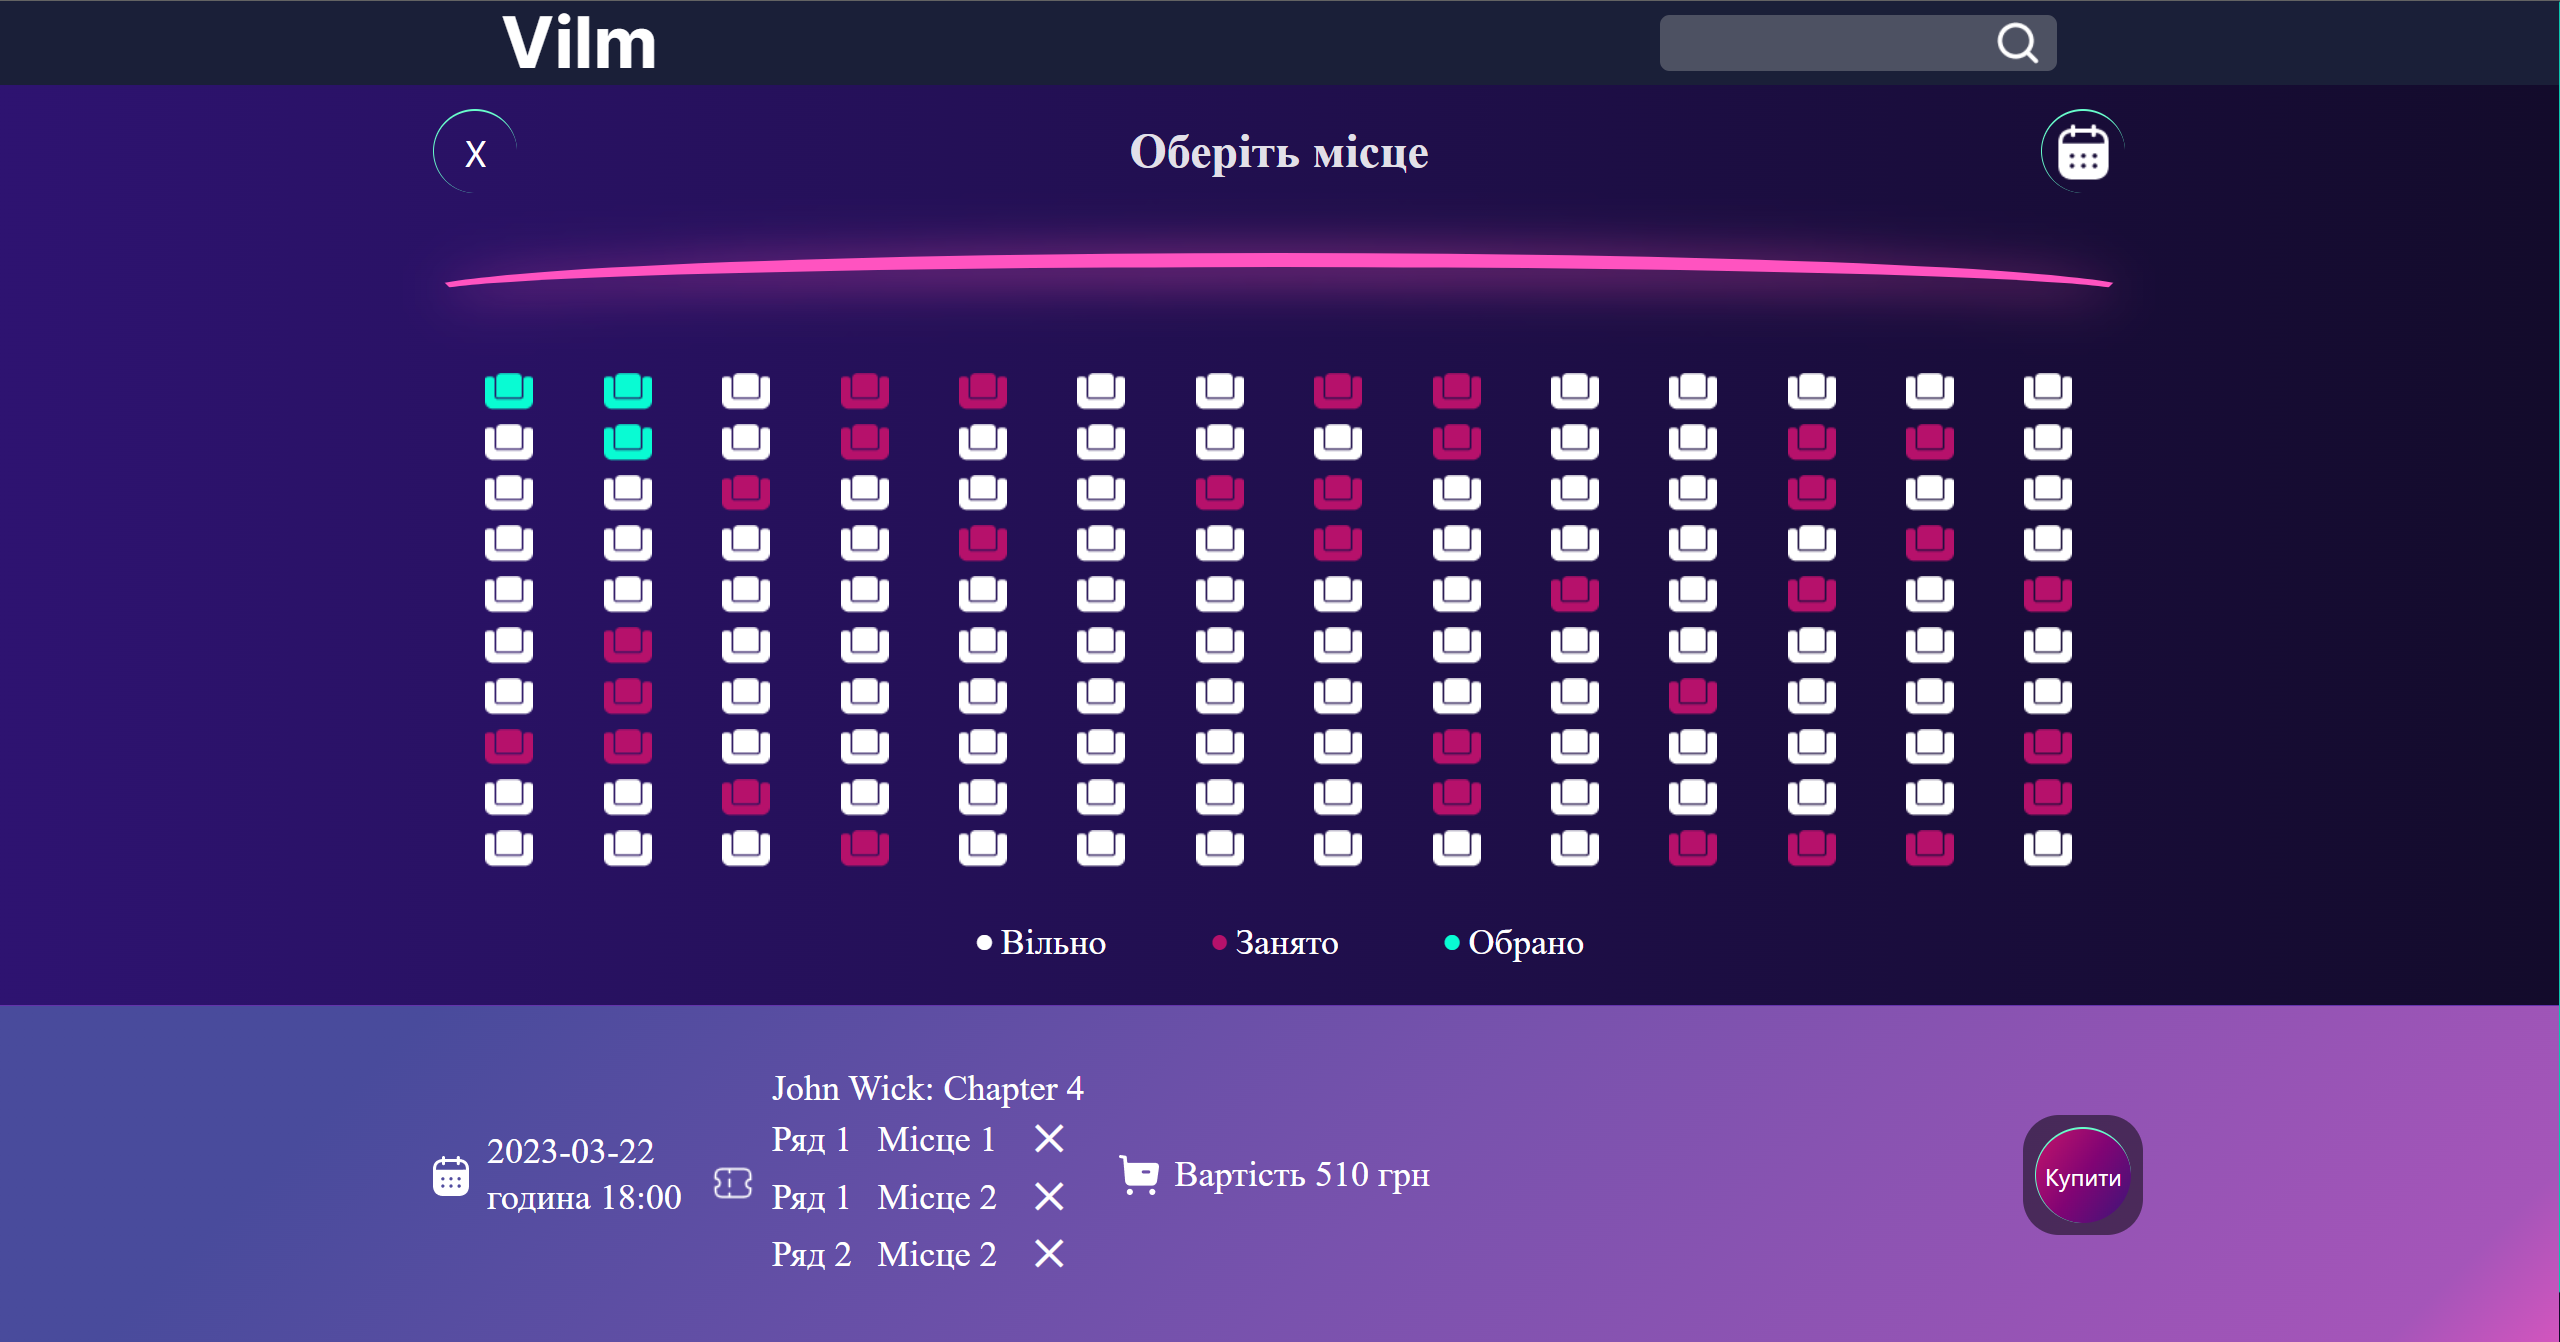 Vilm
X
Оберіть місце
Вільно
Занято
Обрано
2023-03-22
година 18:00
John Wick: Chapter 4
Ряд 1 Місце 1
Ряд 1 Місце 2
Ряд 2 Місце 2
Вартість 510 грн
Купити